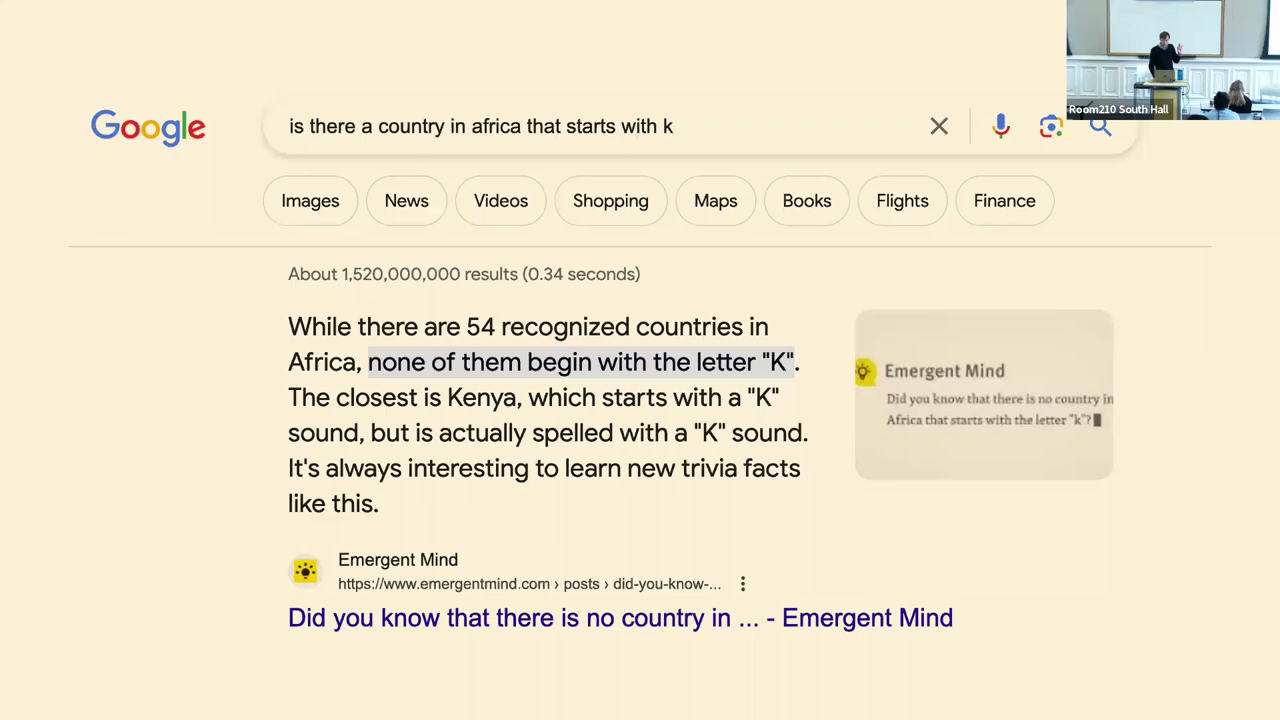 Room210 South Hall
Google
is there a country in africa that starts with k
Images
News
Videos
Shopping
Maps
Books
Flights
Finance
About 1,520,000,000 results (0.34 seconds)
While there are 54 recognized countries in
Africa, none of them begin with the letter "K".
The closest is Kenya, which starts with a "K"
sound, but is actually spelled with a "K" sound.
It's always interesting to learn new trivia facts
like this.
Emergent Mind
Did you know that there is no country in
Africa that starts with the letter "k"?
Emergent Mind
https://www.emergentmind.com › posts › did-you-know-...
Did you know that there is no country in ... - Emergent Mind